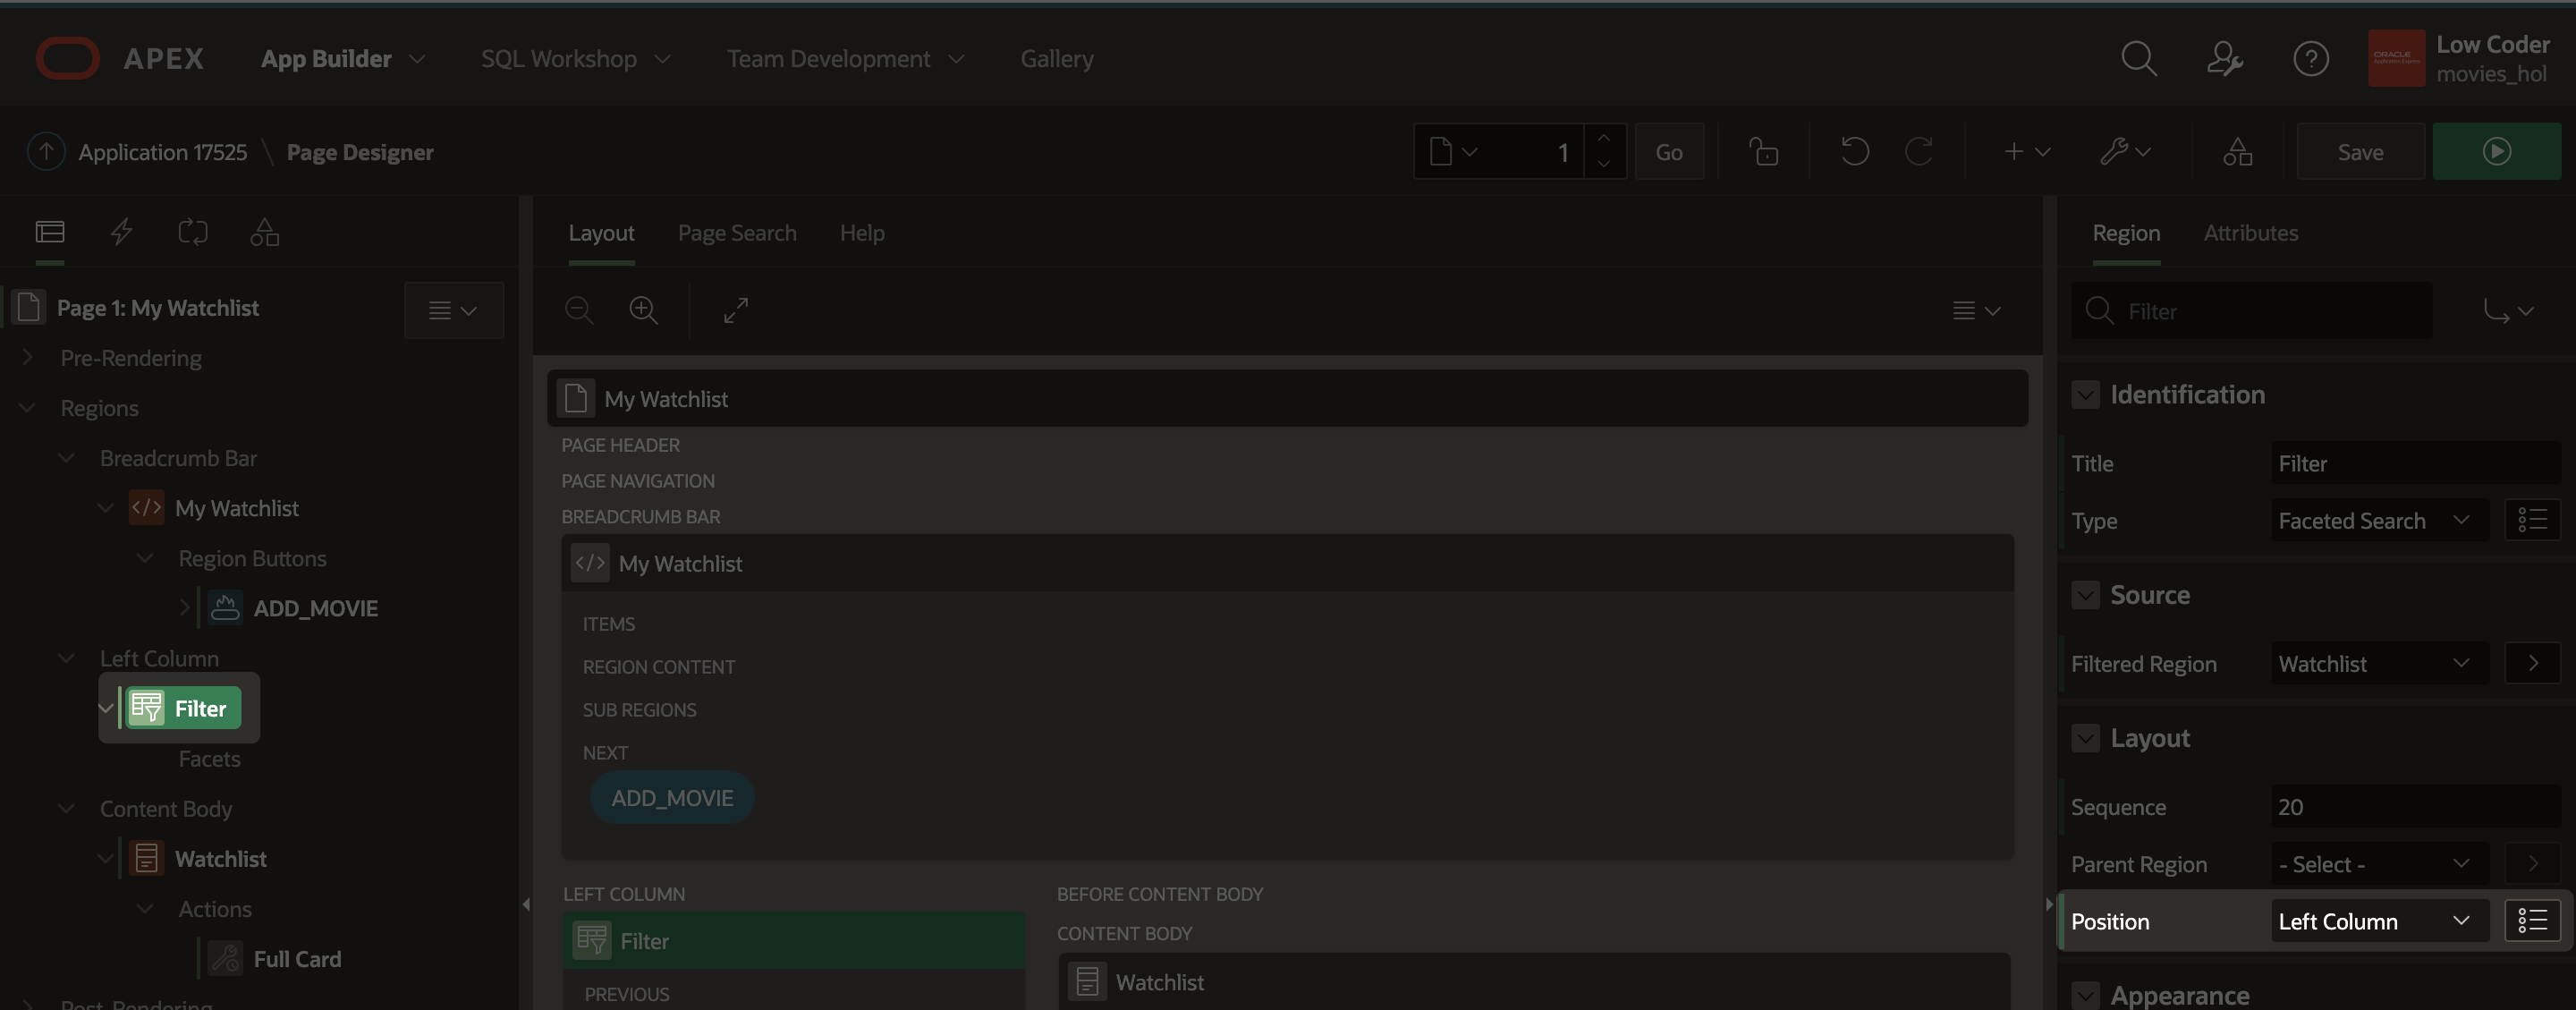 APEX App Builder SQL Workshop Team Development Gallery
ORACLE
Application Express
Low Coder
movies_hol
Application 17525 \ Page Designer
1 Go Save
Layout Page Search Help
Region Attributes
Page 1: My Watchlist
Filter
Pre-Rendering
Regions
Breadcrumb Bar
My Watchlist
Region Buttons
ADD_MOVIE
Left Column
Filter
Facets
Content Body
Watchlist
Actions
Full Card
Post-Rendering
My Watchlist
PAGE HEADER
PAGE NAVIGATION
BREADCRUMB BAR
</> My Watchlist
ITEMS
REGION CONTENT
SUB REGIONS
NEXT
ADD_MOVIE
LEFT COLUMN
Filter
PREVIOUS
BEFORE CONTENT BODY
CONTENT BODY
Watchlist
Identification
Title Filter
Type Faceted Search
Source
Filtered Region Watchlist
Layout
Sequence 20
Parent Region - Select -
Position Left Column
Appearance